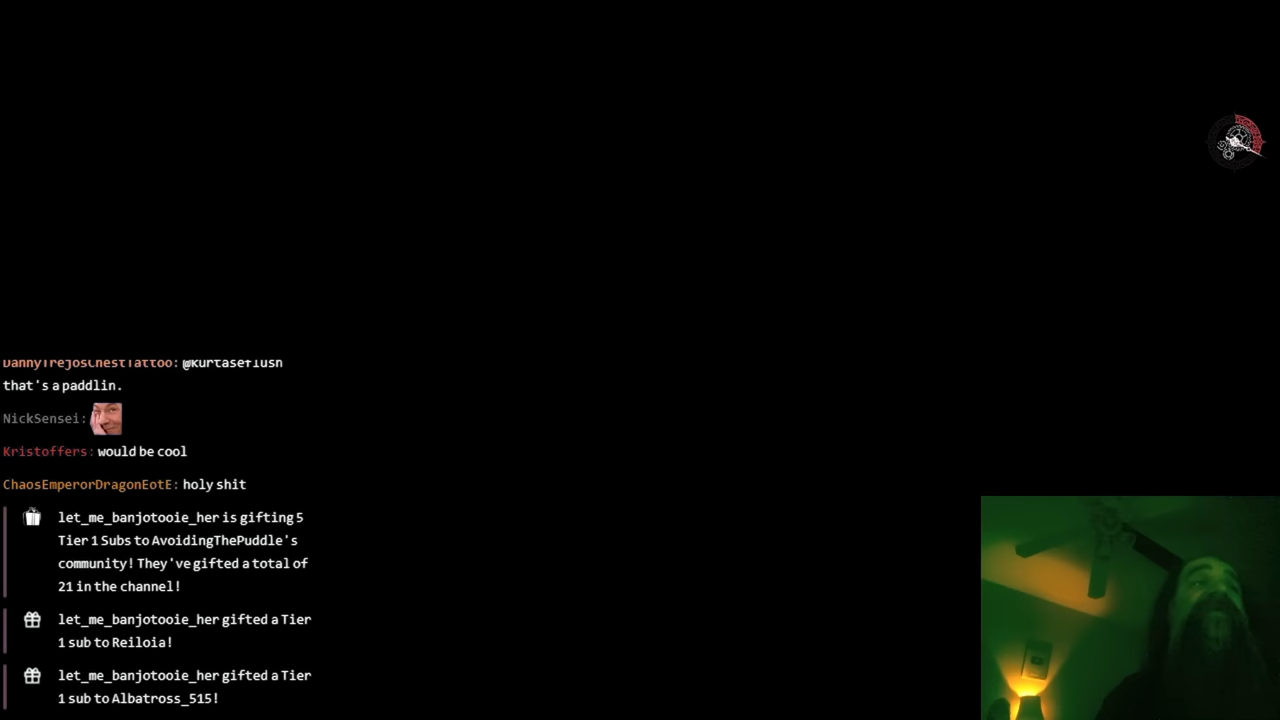 DannyTrejosChestTattoo: @kurtaseflush
that's a paddlin.
NickSensei:
Kristoffers: would be cool
ChaosEmperorDragonEotE: holy shit
let_me_banjotooie_her is gifting 5
Tier 1 Subs to AvoidingThePuddle's
community! They've gifted a total of
21 in the channel!
let_me_banjotooie_her gifted a Tier
1 sub to Reiloia!
let_me_banjotooie_her gifted a Tier
1 sub to Albatross_515!